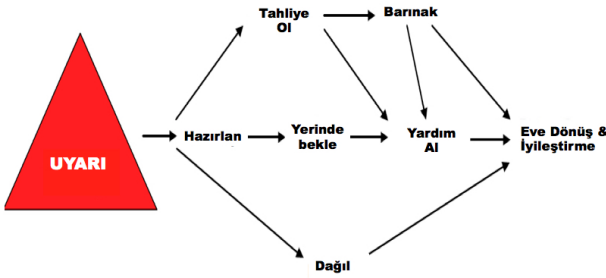 Tahliye
Ol
Barınak
UYARI
Hazırlan
Yerinde
bekle
Yardım
Al
Eve Dönüş &
İyileştirme
Dağıl